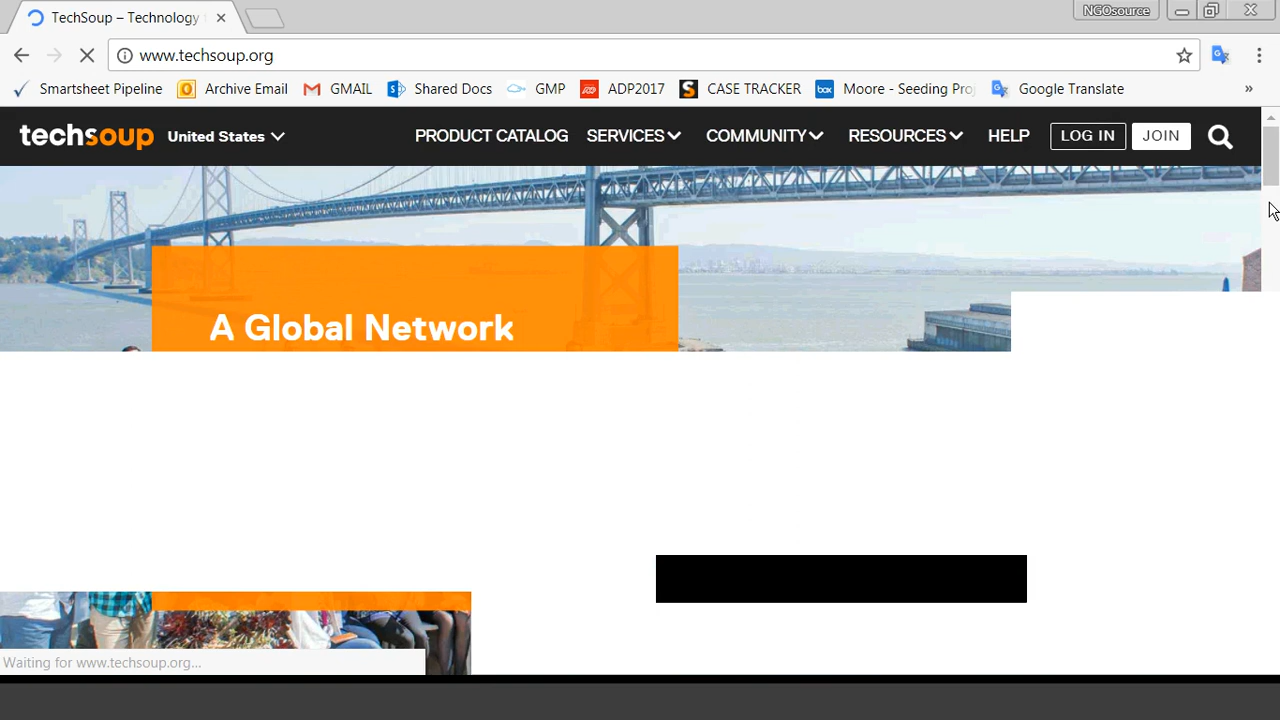 TechSoup – Technology
NGOsource
www.techsoup.org
Smartsheet Pipeline Archive Email GMAIL Shared Docs GMP ADP2017 CASE TRACKER box Moore - Seeding Proj Google Translate »
techsoup United States PRODUCT CATALOG SERVICES COMMUNITY RESOURCES HELP LOG IN JOIN
A Global Network
Waiting for www.techsoup.org...